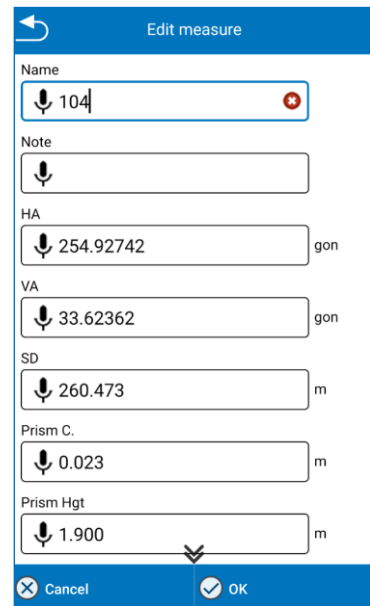 Edit measure
Name
104
Note
HA
254.92742 gon
VA
33.62362 gon
SD
260.473 m
Prism C.
0.023 m
Prism Hgt
1.900 m
Cancel OK